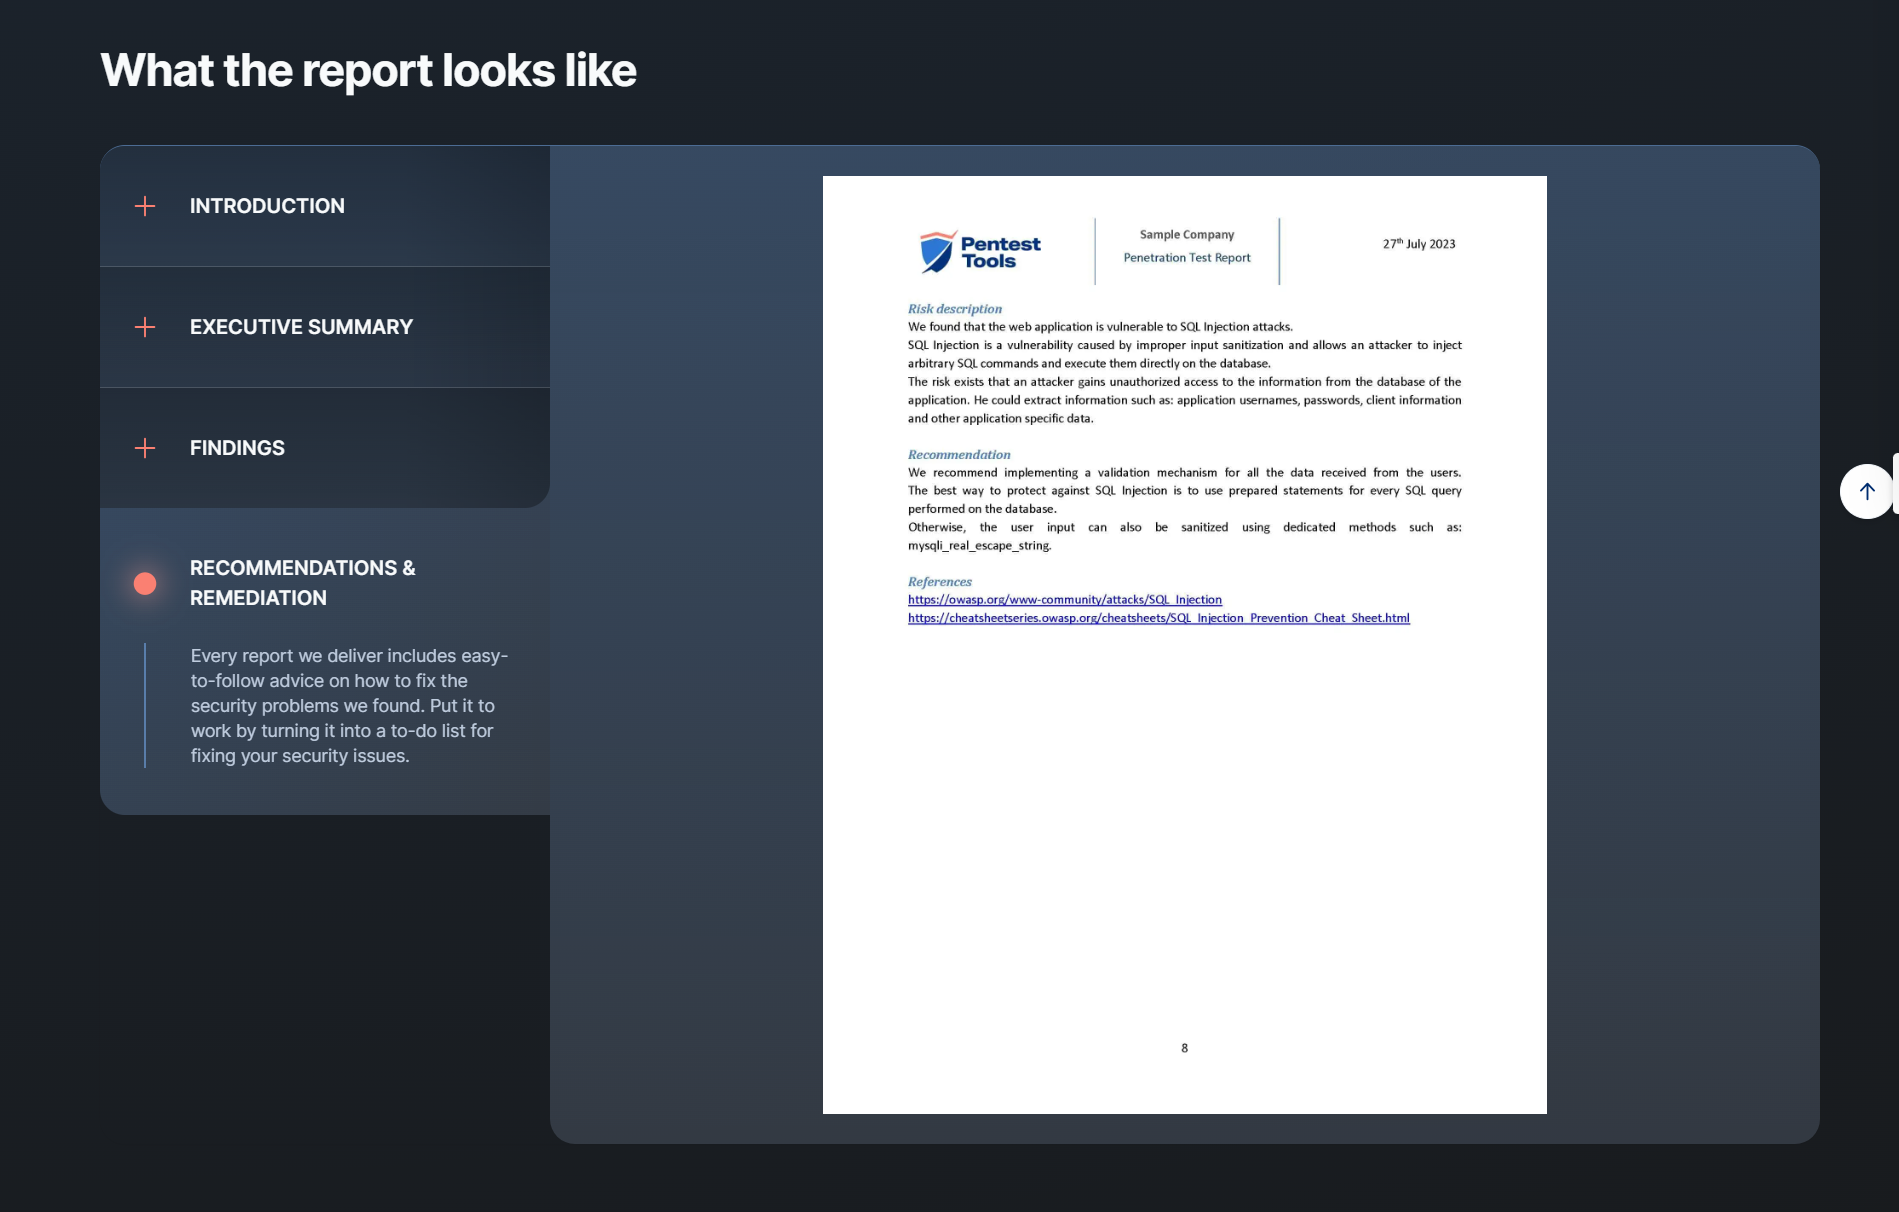 What the report looks like
INTRODUCTION
EXECUTIVE SUMMARY
FINDINGS
RECOMMENDATIONS &
REMEDIATION
Every report we deliver includes easy-
to-follow advice on how to fix the
security problems we found. Put it to
work by turning it into a to-do list for
fixing your security issues.
Pentest
Tools
Sample Company
Penetration Test Report
27th July 2023
Risk description
We found that the web application is vulnerable to SQL Injection attacks.
SQL Injection is a vulnerability caused by improper input sanitization and allows an attacker to inject
arbitrary SQL commands and execute them directly on the database.
The risk exists that an attacker gains unauthorized access to the information from the database of the
application. He could extract information such as: application usernames, passwords, client information
and other application specific data.
Recommendation
We recommend implementing a validation mechanism for all the data received from the users.
The best way to protect against SQL Injection is to use prepared statements for every SQL query
performed on the database.
Otherwise, the user input can also be sanitized using dedicated methods such as:
mysqli_real_escape_string.
References
https://owasp.org/www-community/attacks/SQL_Injection
https://cheatsheetseries.owasp.org/cheatsheets/SQL_Injection_Prevention_Cheat_Sheet.html
8